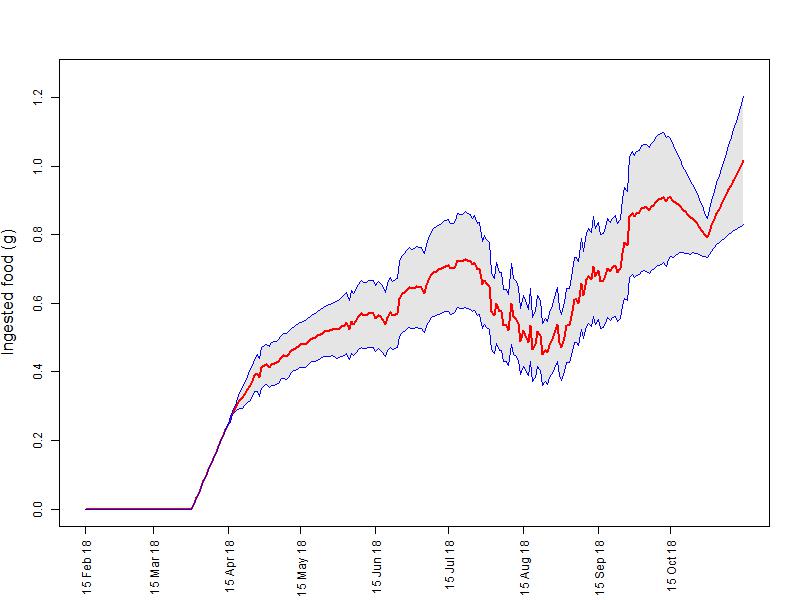 Ingested food (g)
1.2
1.0
0.8
0.6
0.4
0.2
0.0
15 Feb 18
15 Mar 18
15 Apr 18
15 May 18
15 Jun 18
15 Jul 18
15 Aug 18
15 Sep 18
15 Oct 18